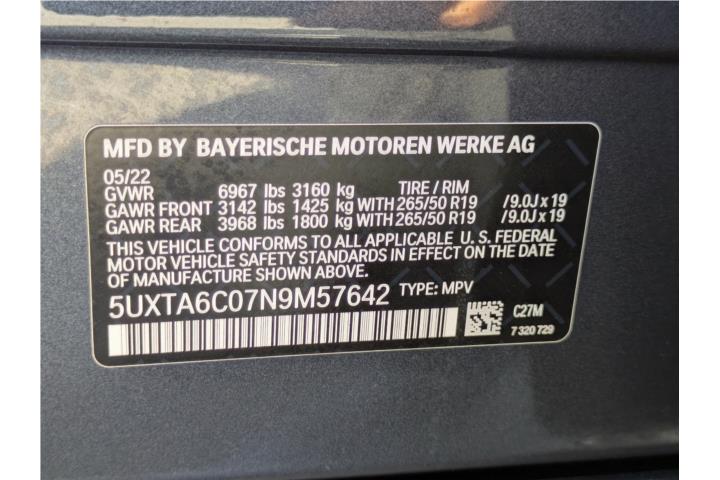 MFD BY BAYERISCHE MOTOREN WERKE AG
05/22
GVWR 6967 lbs 3160 kg TIRE / RIM
GAWR FRONT 3142 lbs 1425 kg WITH 265/50 R19 /9.0J x 19
GAWR REAR 3968 lbs 1800 kg WITH 265/50 R19 /9.0J x 19
THIS VEHICLE CONFORMS TO ALL APPLICABLE U. S. FEDERAL
MOTOR VEHICLE SAFETY STANDARDS IN EFFECT ON THE DATE
OF MANUFACTURE SHOWN ABOVE.
5UXTA6C07N9M57642 TYPE: MPV
C27M
7 320 729